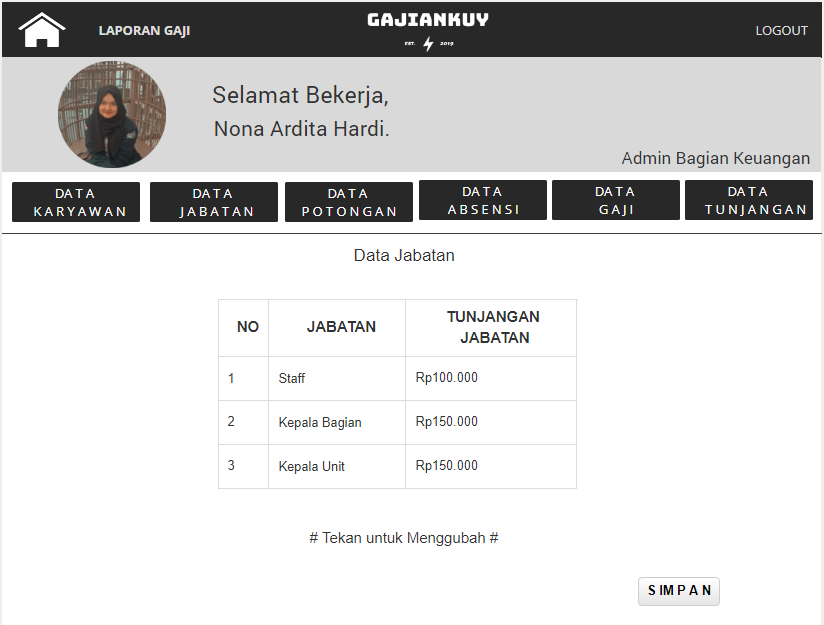 LAPORAN GAJI
GAJIANKUY
EST. 2019
LOGOUT
Selamat Bekerja,
Nona Ardita Hardi.
Admin Bagian Keuangan
DATA
KARYAWAN
DATA
JABATAN
DATA
POTONGAN
DATA
ABSENSI
DATA
GAJI
DATA
TUNJANGAN
Data Jabatan
NO JABATAN TUNJANGAN
JABATAN
1 Staff Rp100.000
2 Kepala Bagian Rp150.000
3 Kepala Unit Rp150.000
# Tekan untuk Menggubah #
SIMPAN